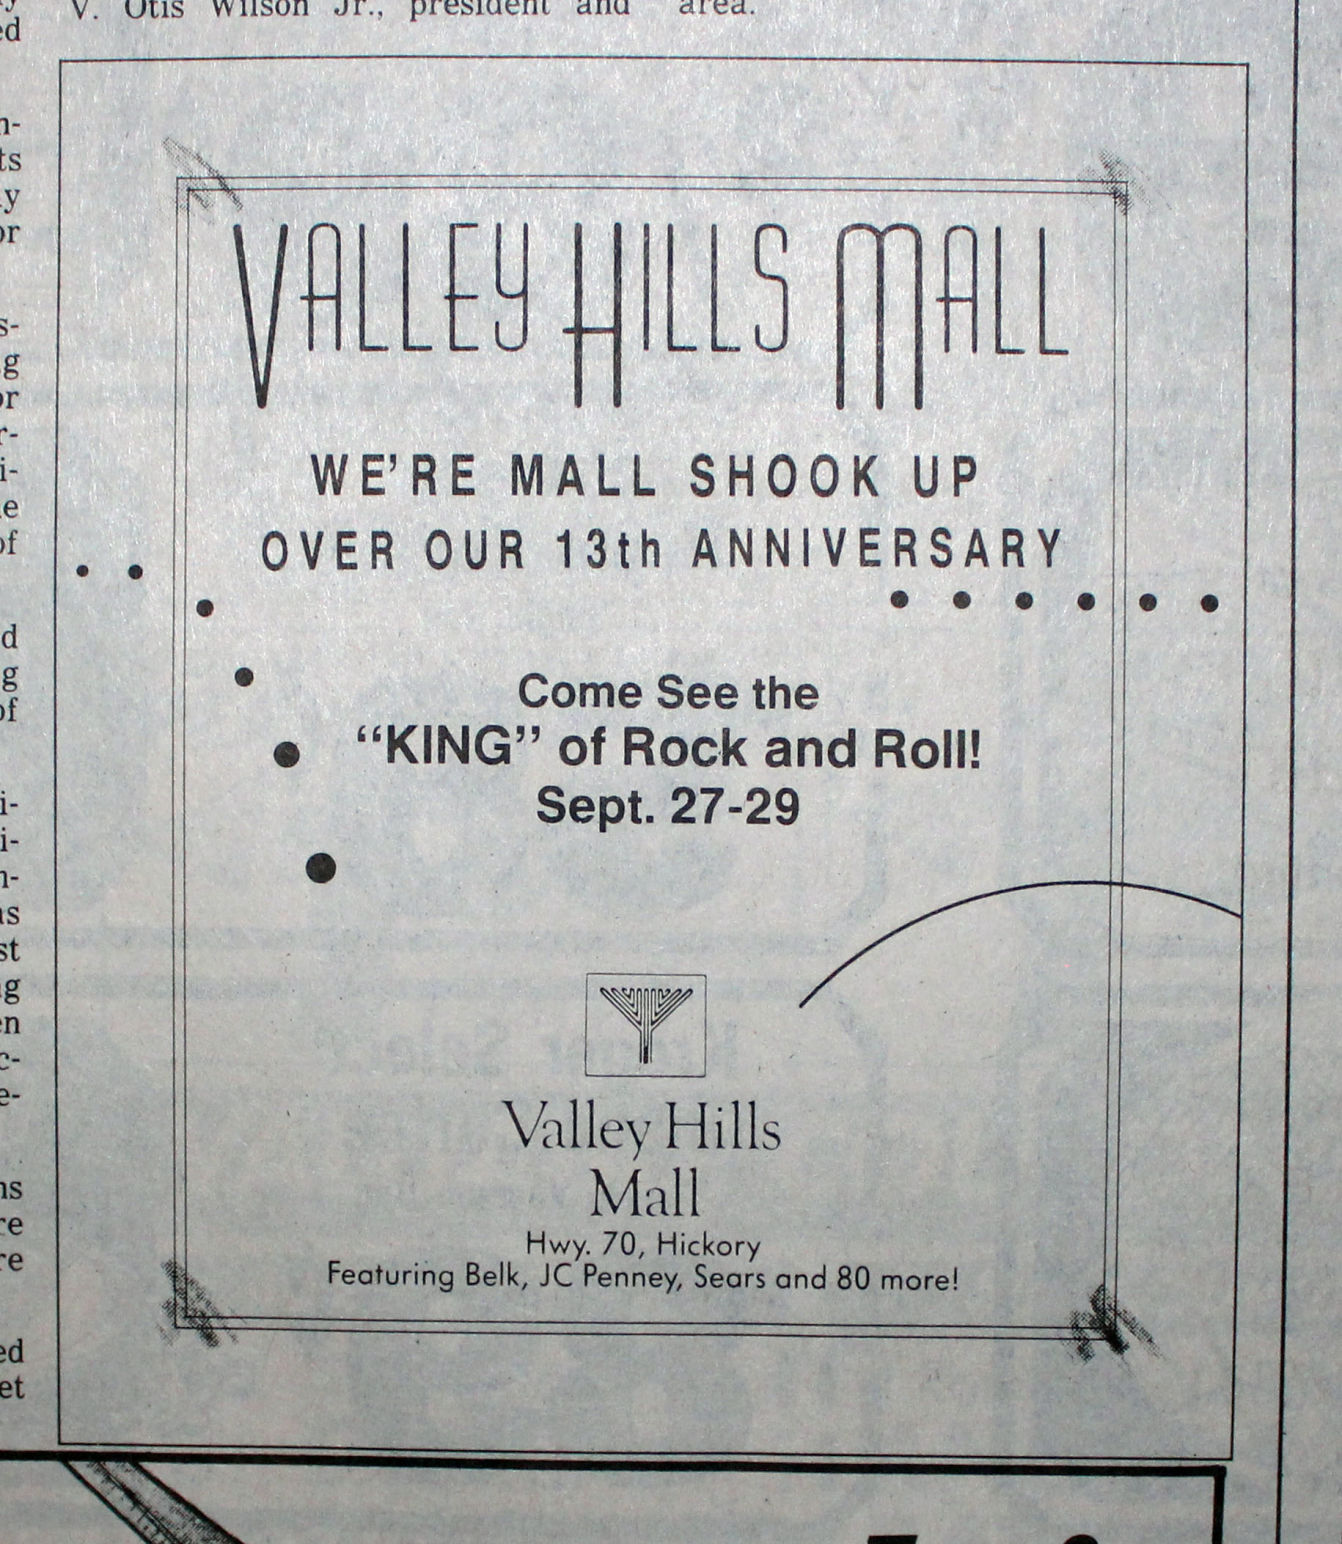 V. Otis Wilson Jr., president and area.
VALLEY HILLS MALL
WE'RE MALL SHOOK UP
OVER OUR 13th ANNIVERSARY
Come See the
“KING” of Rock and Roll!
Sept. 27-29
Valley Hills
Mall
Hwy. 70, Hickory
Featuring Belk, JC Penney, Sears and 80 more!